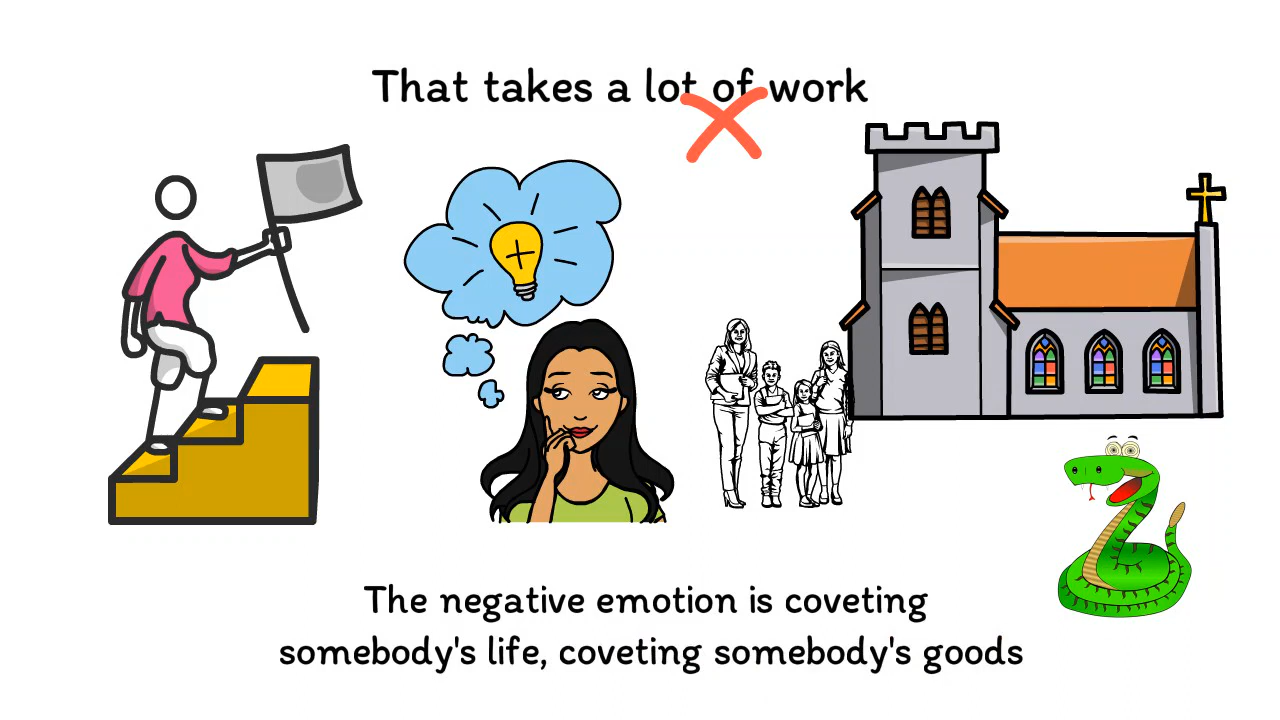 That takes a lot of work
The negative emotion is coveting
somebody's life, coveting somebody's goods